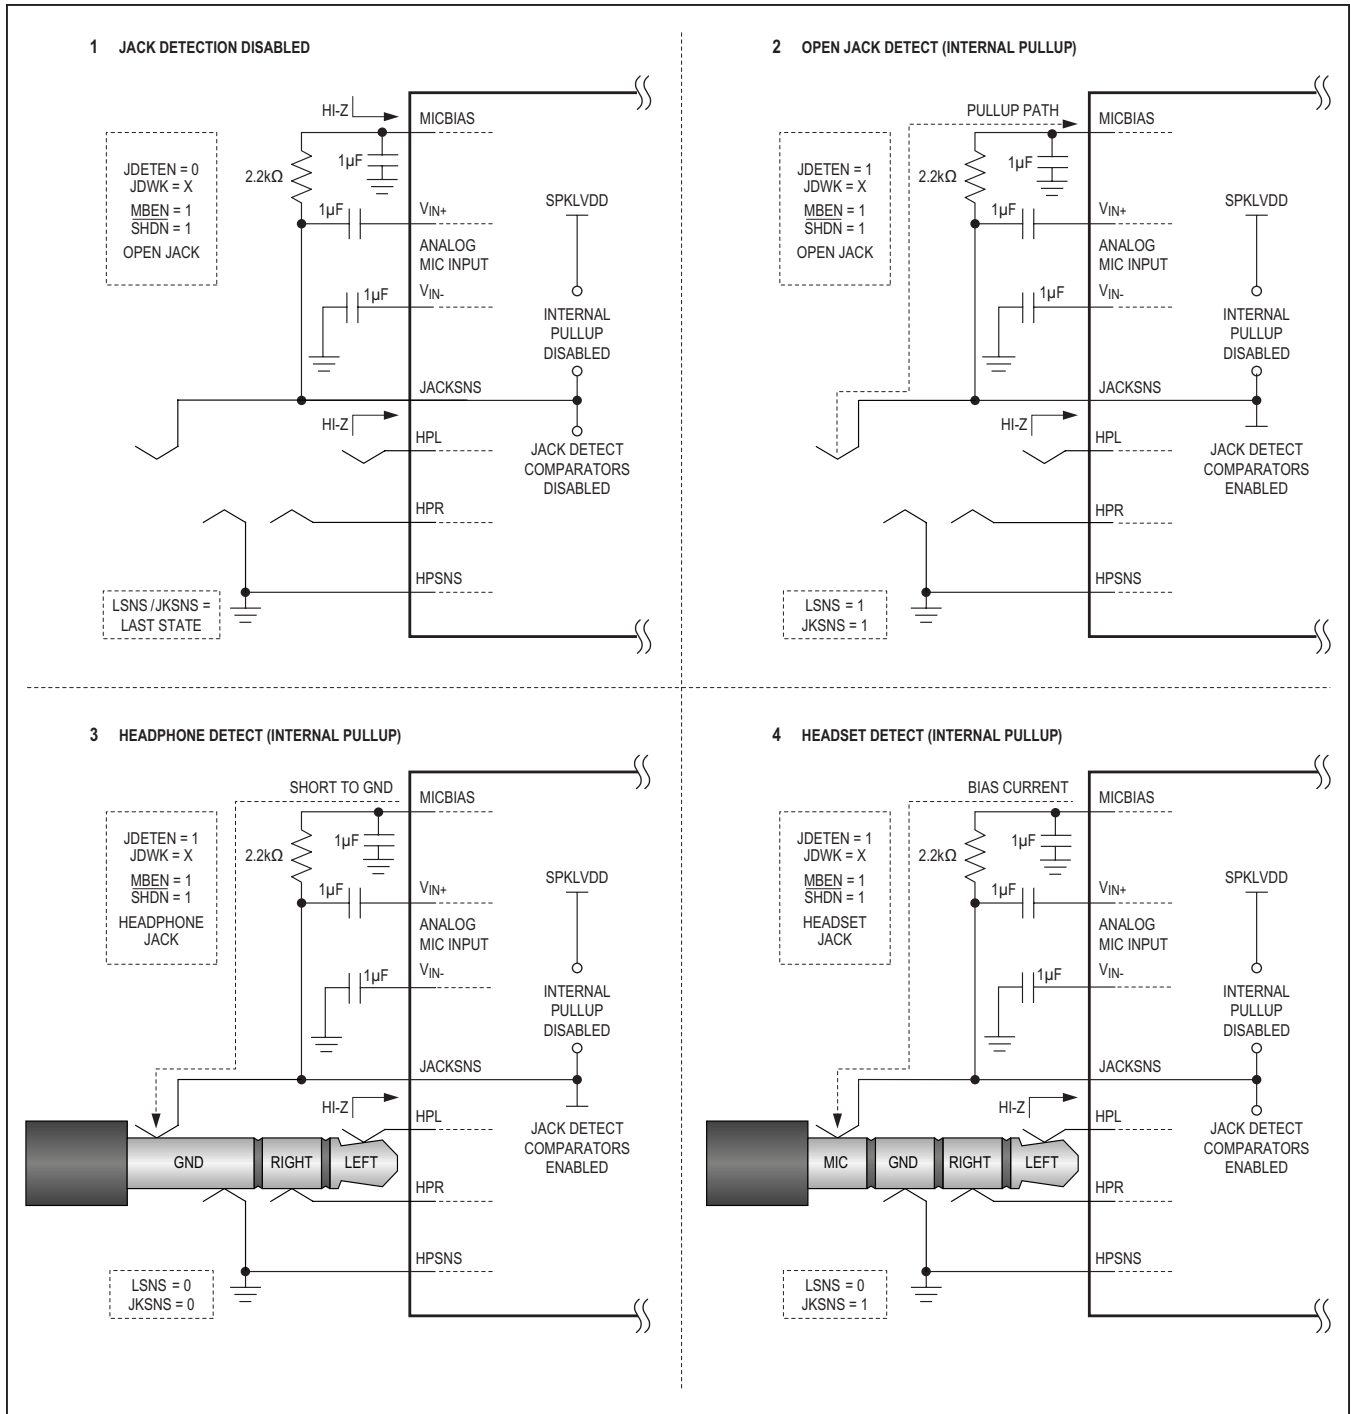 1 JACK DETECTION DISABLED
HI-Z
MICBIAS
JDETEN = 0
JDWK = X
MBEN = 1
SHDN = 1
OPEN JACK
2.2kΩ
1µF
1µF
VIN+
ANALOG
MIC INPUT
1µF
VIN-
SPKLVDD
INTERNAL
PULLUP
DISABLED
JACKSNS
HI-Z
HPL
JACK DETECT
COMPARATORS
DISABLED
HPR
HPSNS
LSNS /JKSNS =
LAST STATE
2 OPEN JACK DETECT (INTERNAL PULLUP)
PULLUP PATH
MICBIAS
JDETEN = 1
JDWK = X
MBEN = 1
SHDN = 1
OPEN JACK
2.2kΩ
1µF
1µF
VIN+
ANALOG
MIC INPUT
1µF
VIN-
SPKLVDD
INTERNAL
PULLUP
DISABLED
JACKSNS
HI-Z
HPL
JACK DETECT
COMPARATORS
ENABLED
HPR
HPSNS
LSNS = 1
JKSNS = 1
3 HEADPHONE DETECT (INTERNAL PULLUP)
SHORT TO GND
MICBIAS
JDETEN = 1
JDWK = X
MBEN = 1
SHDN = 1
HEADPHONE
JACK
2.2kΩ
1µF
1µF
VIN+
ANALOG
MIC INPUT
1µF
VIN-
SPKLVDD
INTERNAL
PULLUP
DISABLED
JACKSNS
HI-Z
HPL
JACK DETECT
COMPARATORS
ENABLED
GND
RIGHT
LEFT
HPR
HPSNS
LSNS = 0
JKSNS = 0
4 HEADSET DETECT (INTERNAL PULLUP)
BIAS CURRENT
MICBIAS
JDETEN = 1
JDWK = X
MBEN = 1
SHDN = 1
HEADSET
JACK
2.2kΩ
1µF
1µF
VIN+
ANALOG
MIC INPUT
1µF
VIN-
SPKLVDD
INTERNAL
PULLUP
DISABLED
JACKSNS
HI-Z
HPL
JACK DETECT
COMPARATORS
ENABLED
MIC
GND
RIGHT
LEFT
HPR
HPSNS
LSNS = 0
JKSNS = 1